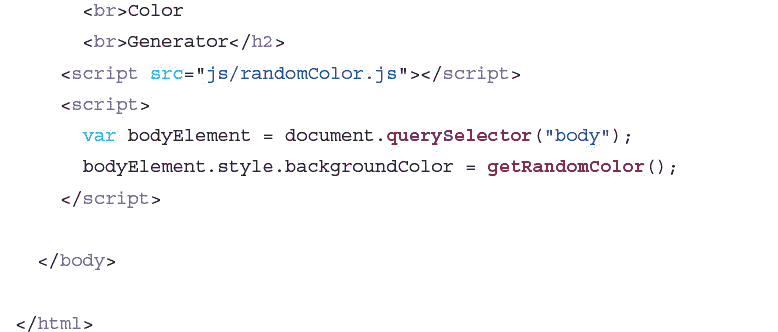 <br>Color
<br>Generator</h2>
<script src="js/randomColor.js"></script>
<script>
var bodyElement = document.querySelector("body");
bodyElement.style.backgroundColor = getRandomColor();
</script>
</body>
</html>